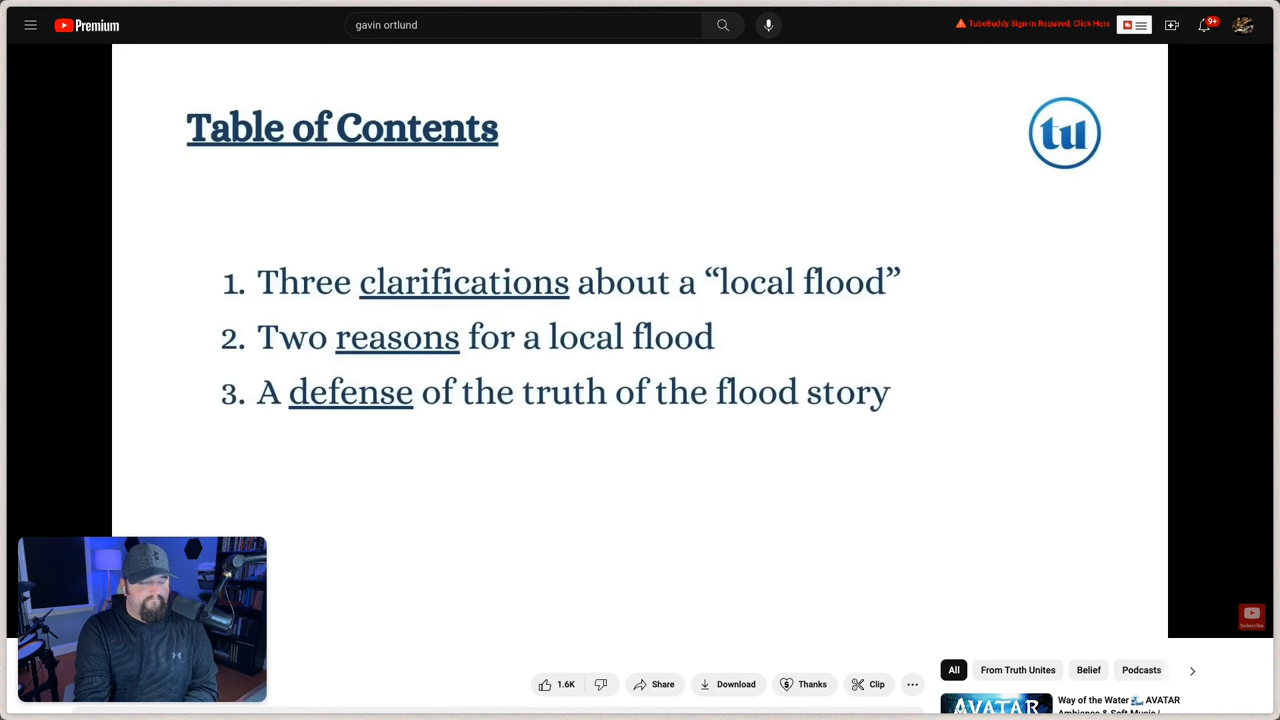 Premium
gavin ortlund
TubeBuddy Sign-in Required, Click Here
9+
Table of Contents
tu
1. Three clarifications about a “local flood”
2. Two reasons for a local flood
3. A defense of the truth of the flood story
Subscribe
All
From Truth Unites
Belief
Podcasts
1.6K
Share
Download
Thanks
Clip
Way of the Water 🌊 AVATAR
Ambience & Soft Music |
AVATAR